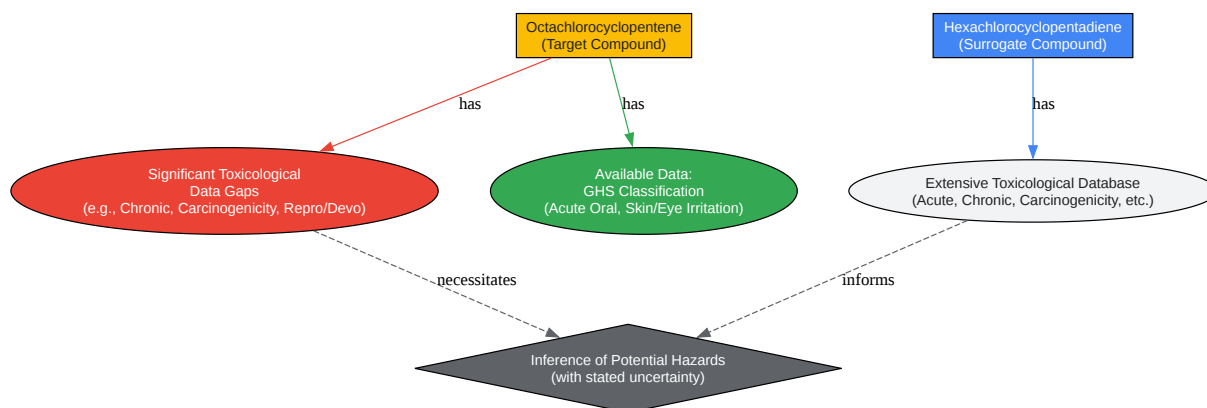 Octachlorocyclopentene
(Target Compound)
Hexachlorocyclopentadiene
(Surrogate Compound)
has
has
has
Significant Toxicological
Data Gaps
(e.g., Chronic, Carcinogenicity, Repro/Devo)
Available Data:
GHS Classification
(Acute Oral, Skin/Eye Irritation)
Extensive Toxicological Database
(Acute, Chronic, Carcinogenicity, etc.)
necessitates
informs
Inference of Potential Hazards
(with stated uncertainty)